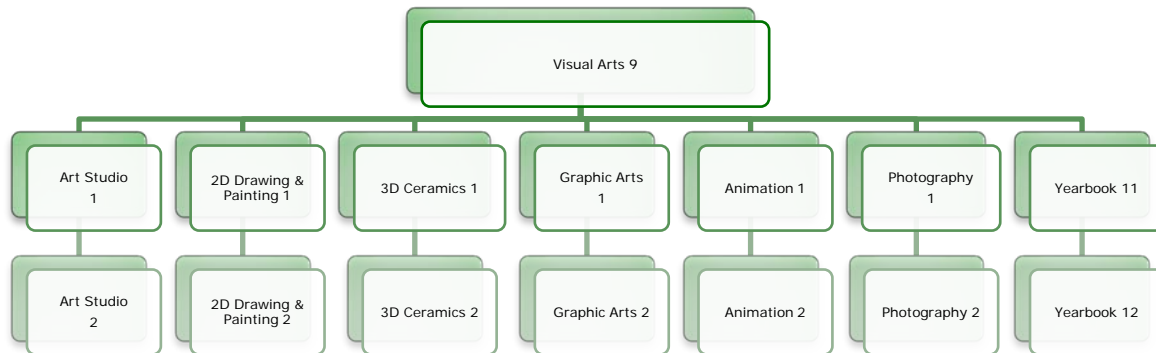 Visual Arts 9
Art Studio
1
2D Drawing &
Painting 1
3D Ceramics 1
Graphic Arts
1
Animation 1
Photography
1
Yearbook 11
Art Studio
2
2D Drawing &
Painting 2
3D Ceramics 2
Graphic Arts 2
Animation 2
Photography 2
Yearbook 12